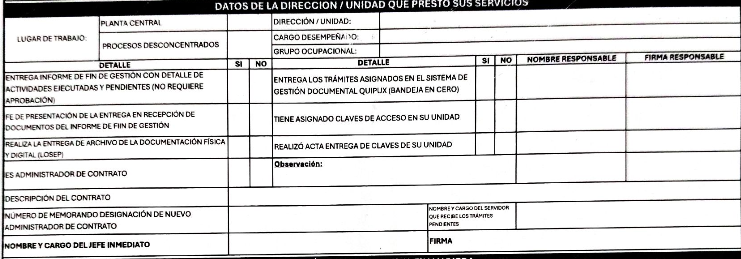 DATOS DE LA DIRECCIÓN / UNIDAD QUE PRESTÓ SUS SERVICIOS
LUGAR DE TRABAJO:
PLANTA CENTRAL
DIRECCIÓN / UNIDAD:
PROCESOS DESCONCENTRADOS
CARGO DESEMPEÑADO:
GRUPO OCUPACIONAL:
DETALLE SI NO DETALLE SI NO NOMBRE RESPONSABLE FIRMA RESPONSABLE
ENTREGA INFORME DE FIN DE GESTIÓN CON DETALLE DE
ACTIVIDADES EJECUTADAS Y PENDIENTES (NO REQUIERE
APROBACIÓN)
ENTREGA LOS TRÁMITES ASIGNADOS EN EL SISTEMA DE
GESTIÓN DOCUMENTAL QUIPUX (BANDEJA EN CERO)
FE DE PRESENTACIÓN DE LA ENTREGA EN RECEPCIÓN DE
DOCUMENTOS DEL INFORME DE FIIN DE GESTIÓN
TIENE ASIGNADO CLAVES DE ACCESO EN SU UNIDAD
REALIZA LA ENTREGA DE ARCHIVO DE LA DOCUMENTACIÓN FÍSICA
Y DIGITAL (LOSEP)
REALIZÓ ACTA ENTREGA DE CLAVES DE SU UNIDAD
ES ADMINISTRADOR DE CONTRATO
Observación:
DESCRIPCIÓN DEL CONTRATO
NÚMERO DE MEMORANDO DESIGNACIÓN DE NUEVO
ADMINISTRADOR DE CONTRATO
NOMBRE Y CARGO DEL SERVIDOR
QUE RECIBE LOS TRÁMITES
PENDIENTES
NOMBRE Y CARGO DEL JEFE INMEDIATO
FIRMA